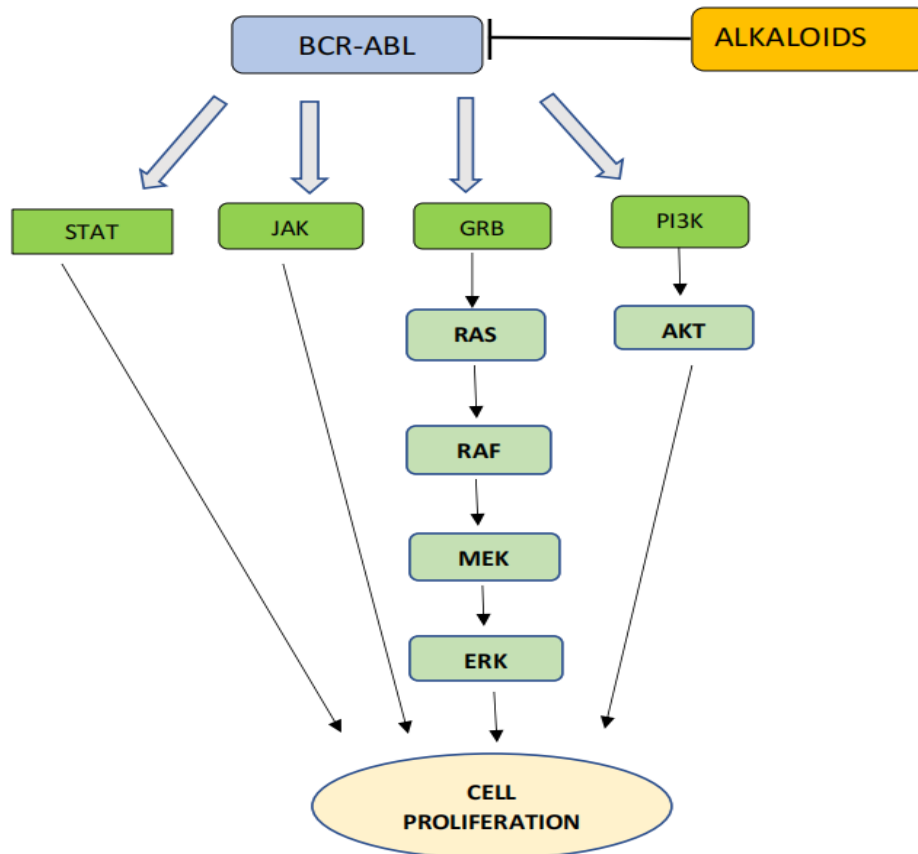 BCR-ABL
ALKALOIDS
STAT
JAK
GRB
PI3K
RAS
AKT
RAF
MEK
ERK
CELL
PROLIFERATION